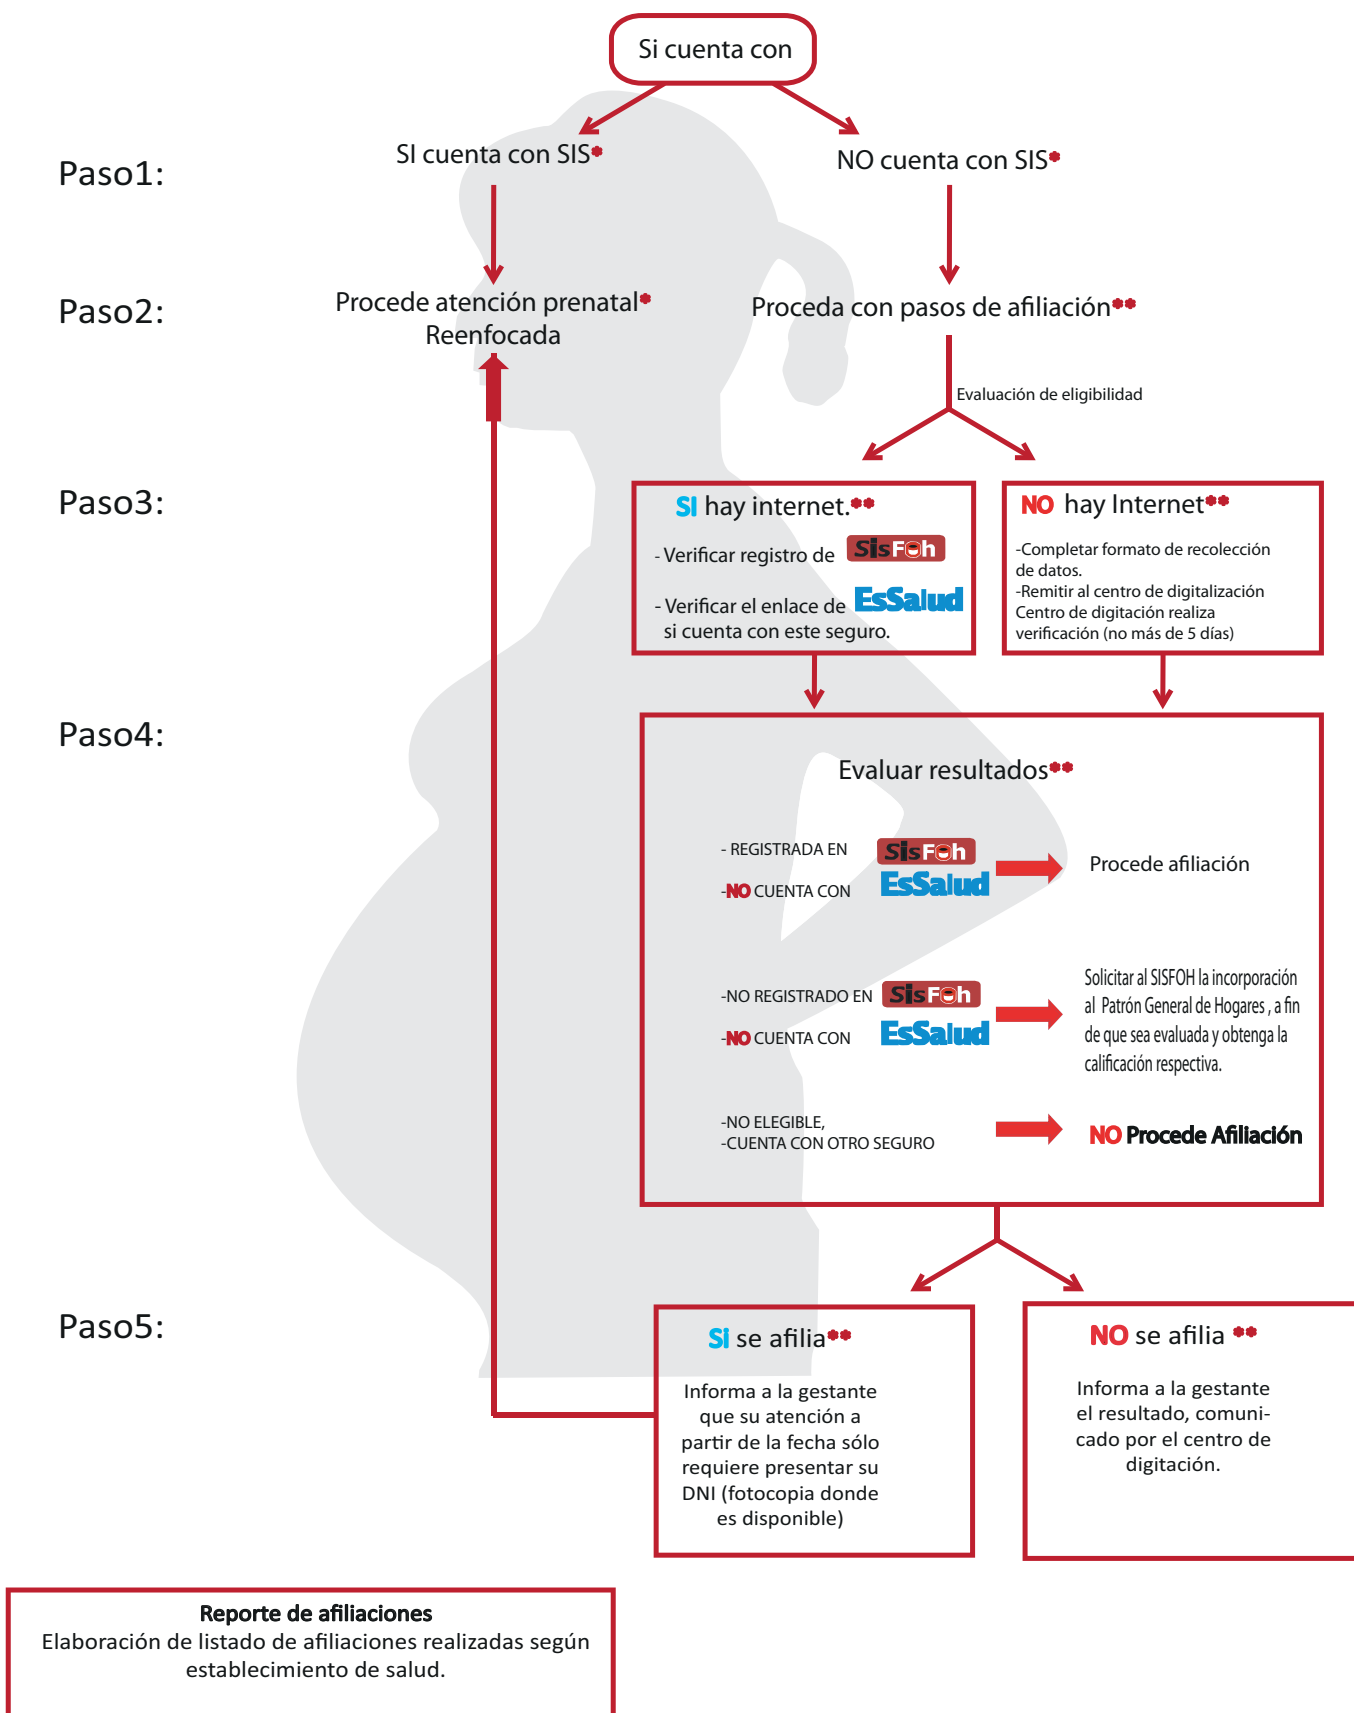 Si cuenta con
Paso1:
SI cuenta con SIS*
NO cuenta con SIS*
Paso2:
Procede atención prenatal*
Reenfocada
Proceda con pasos de afiliación**
Evaluación de eligibilidad
Paso3:
SI hay internet.**
- Verificar registro de SisFoh
- Verificar el enlace de EsSalud
si cuenta con este seguro.
NO hay Internet**
-Completar formato de recolección
de datos.
-Remitir al centro de digitalización
Centro de digitación realiza
verificación (no más de 5 días)
Paso4:
Evaluar resultados**
- REGISTRADA EN SisFoh
-NO CUENTA CON EsSalud
Procede afiliación
-NO REGISTRADO EN SisFoh
-NO CUENTA CON EsSalud
Solicitar al SISFOH la incorporación
al Patrón General de Hogares , a fin
de que sea evaluada y obtenga la
calificación respectiva.
-NO ELEGIBLE,
-CUENTA CON OTRO SEGURO
NO Procede Afiliación
Paso5:
Si se afilia**
Informa a la gestante
que su atención a
partir de la fecha sólo
requiere presentar su
DNI (fotocopia donde
es disponible)
NO se afilia **
Informa a la gestante
el resultado, comuni-
cado por el centro de
digitación.
Reporte de afiliaciones
Elaboración de listado de afiliaciones realizadas según
establecimiento de salud.